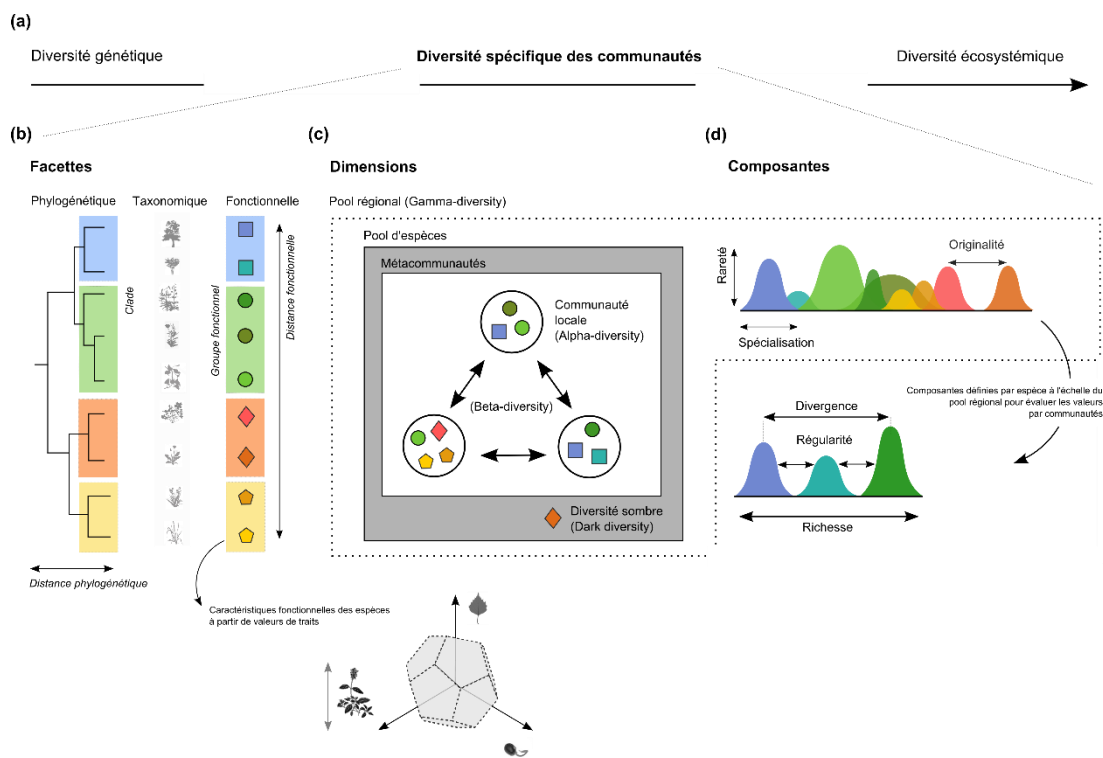 (a)
Diversité génétique
Diversité spécifique des communautés
Diversité écosystémique
(b)
Facettes
Phylogénétique
Taxonomique
Fonctionnelle
Clade
Groupe fonctionnel
Distance fonctionnelle
Distance phylogénétique
Caractéristiques fonctionnelles des espèces
à partir de valeurs de traits
(c)
Dimensions
Pool régional (Gamma-diversity)
Pool d'espèces
Métacommunautés
Communauté
locale
(Alpha-diversity)
(Beta-diversity)
Diversité sombre
(Dark diversity)
(d)
Composantes
Rareté
Originalité
Spécialisation
Composantes définies par espèce à l'échelle du
pool régional pour évaluer les valeurs
par communautés
Divergence
Régularité
Richesse